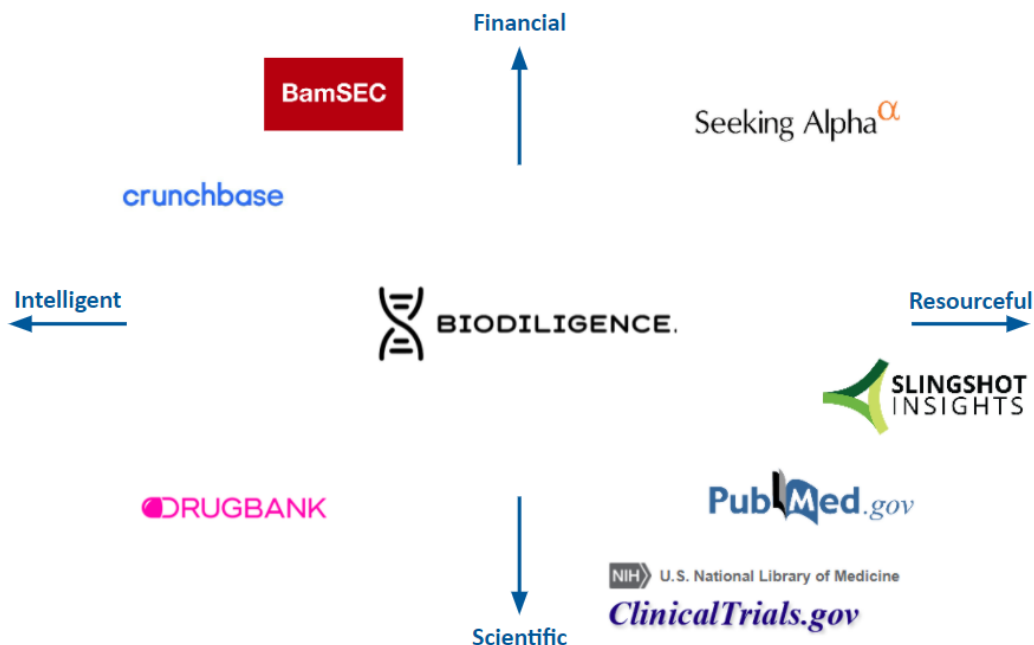 Financial
BamSEC
Seeking Alpha α
crunchbase
Intelligent
Resourceful
BIODILIGENCE.
SLINGSHOT
INSIGHTS
DRUGBANK
PubMed.gov
NIH U.S. National Library of Medicine
ClinicalTrials.gov
Scientific